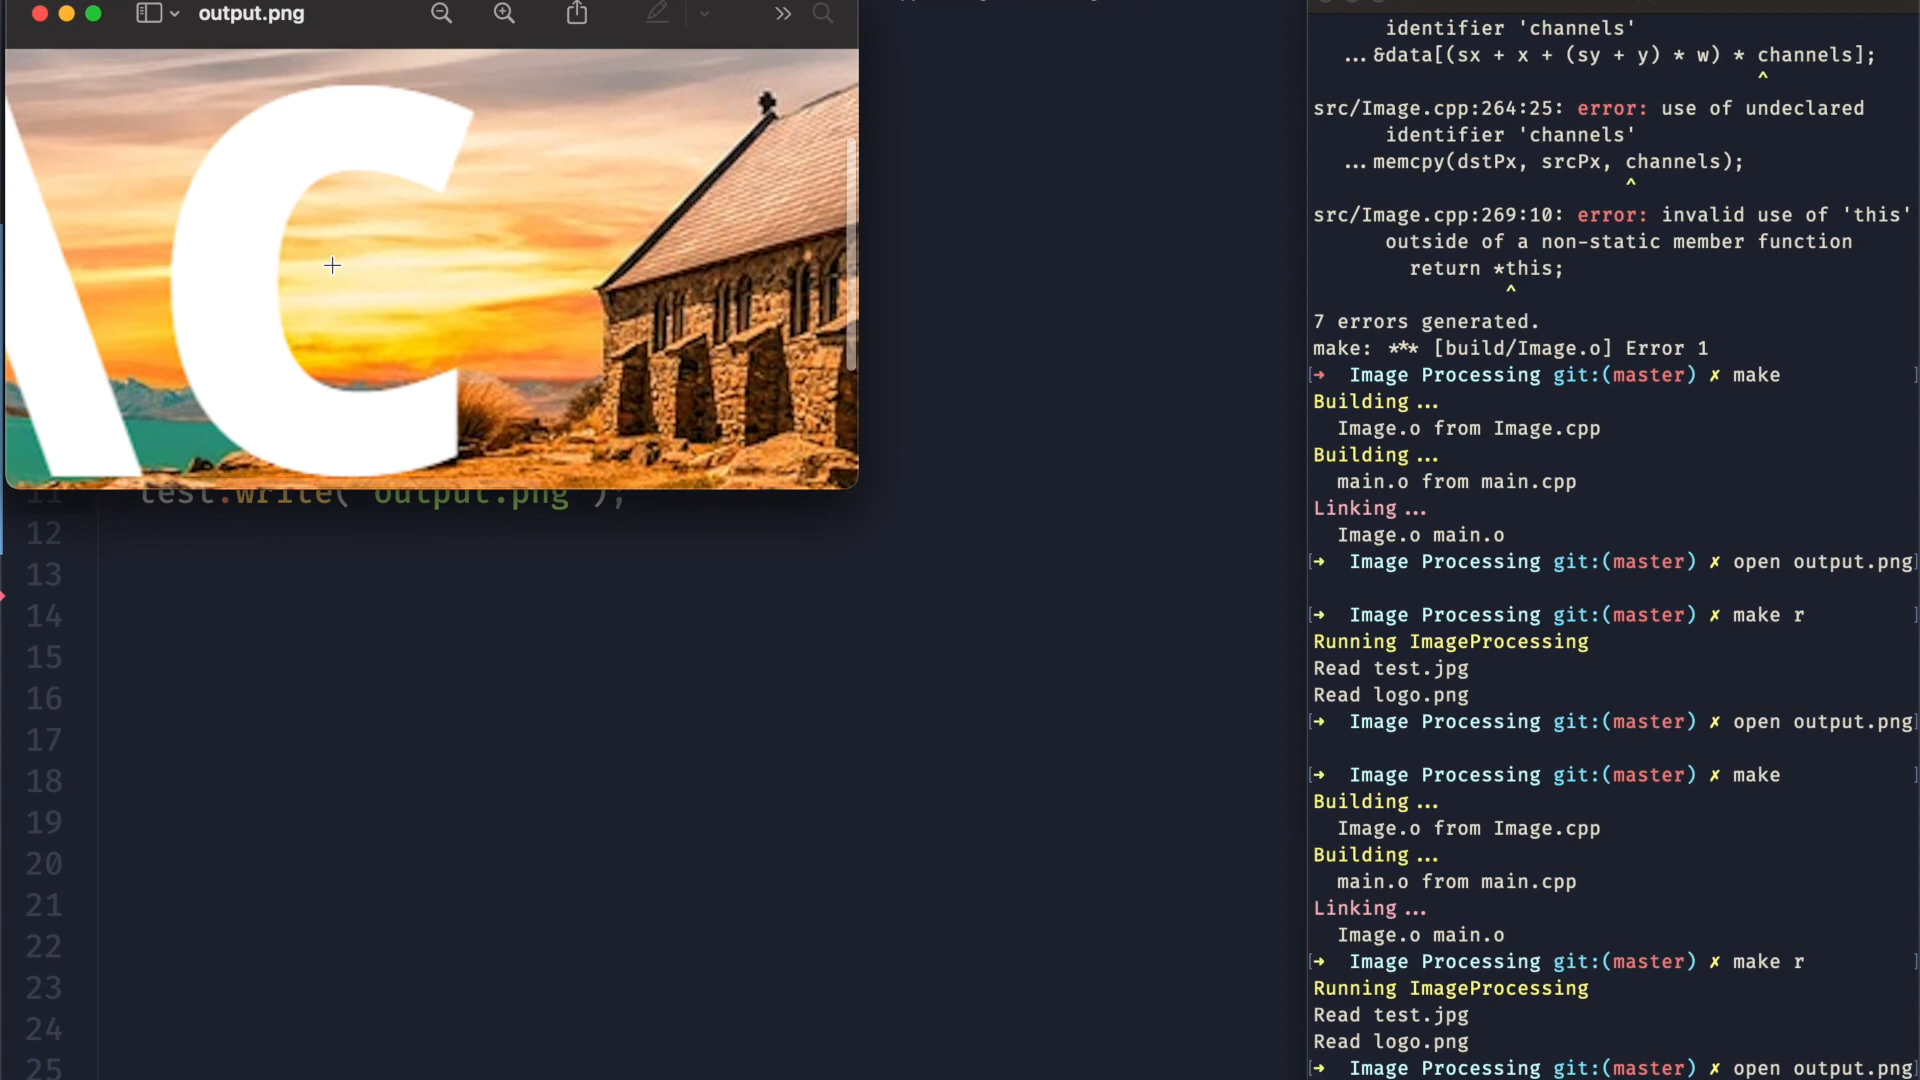 output.png
AC
test.write("output.png");
12
13
14
15
16
17
18
19
20
21
22
23
24
25
identifier 'channels'
...&data[(sx + x + (sy + y) * w) * channels];
^
src/Image.cpp:264:25: error: use of undeclared
identifier 'channels'
...memcpy(dstPx, srcPx, channels);
^
src/Image.cpp:269:10: error: invalid use of 'this'
outside of a non-static member function
return *this;
^
7 errors generated.
make: *** [build/Image.o] Error 1
[➜ Image Processing git:(master) ✗ make ]
Building...
Image.o from Image.cpp
Building...
main.o from main.cpp
Linking...
Image.o main.o
[➜ Image Processing git:(master) ✗ open output.png]
[➜ Image Processing git:(master) ✗ make r ]
Running ImageProcessing
Read test.jpg
Read logo.png
[➜ Image Processing git:(master) ✗ open output.png]
[➜ Image Processing git:(master) ✗ make ]
Building...
Image.o from Image.cpp
Building...
main.o from main.cpp
Linking...
Image.o main.o
[➜ Image Processing git:(master) ✗ make r ]
Running ImageProcessing
Read test.jpg
Read logo.png
[➜ Image Processing git:(master) ✗ open output.png]